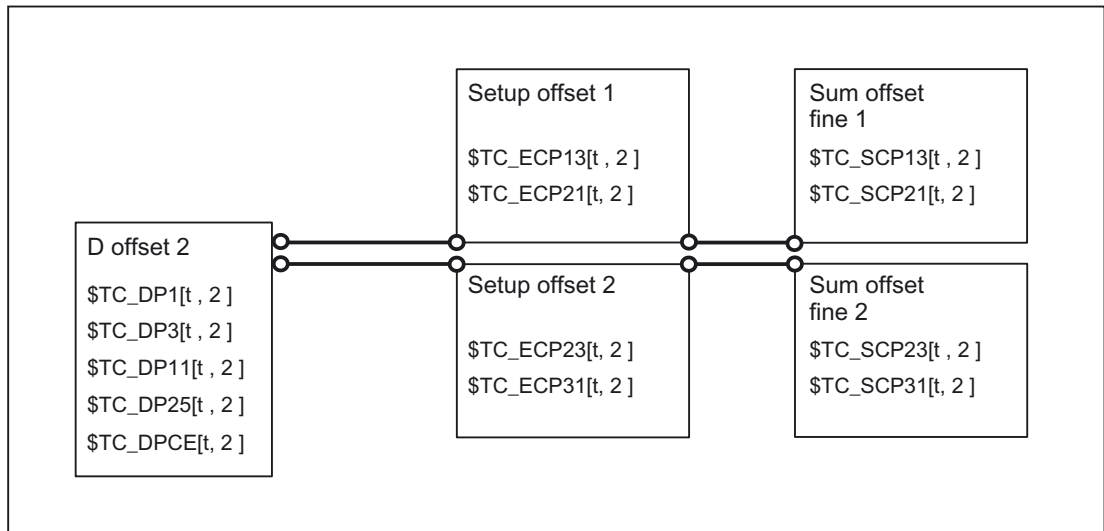 Setup offset 1
$TC_ECP13[t , 2 ]
$TC_ECP21[t, 2 ]
Sum offset
fine 1
$TC_SCP13[t , 2 ]
$TC_SCP21[t, 2 ]
D offset 2
$TC_DP1[t , 2 ]
$TC_DP3[t , 2 ]
$TC_DP11[t , 2 ]
$TC_DP25[t , 2 ]
$TC_DPCE[t, 2 ]
Setup offset 2
$TC_ECP23[t, 2 ]
$TC_ECP31[t, 2 ]
Sum offset
fine 2
$TC_SCP23[t , 2 ]
$TC_SCP31[t, 2 ]